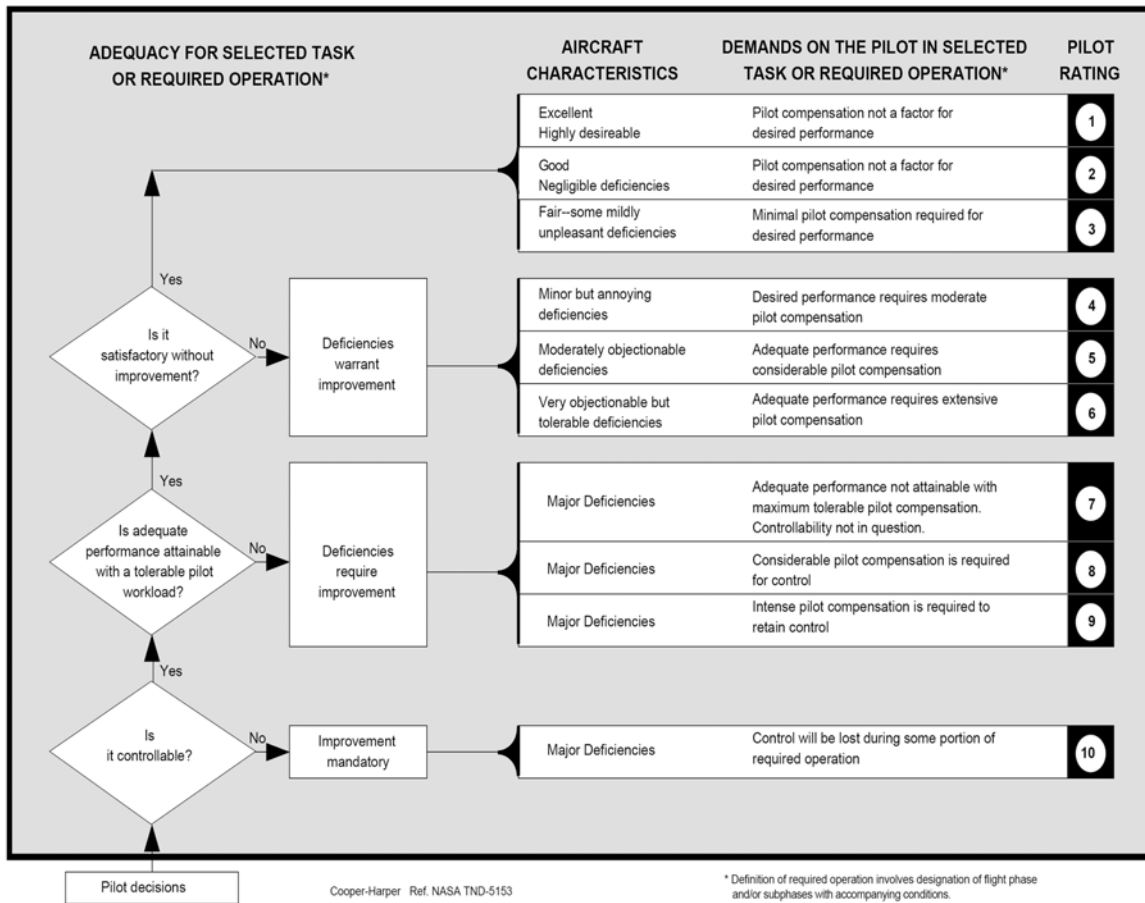 ADEQUACY FOR SELECTED TASK
OR REQUIRED OPERATION*
AIRCRAFT
CHARACTERISTICS
DEMANDS ON THE PILOT IN SELECTED
TASK OR REQUIRED OPERATION*
PILOT
RATING
Excellent
Highly desireable
Pilot compensation not a factor for
desired performance
1
Good
Negligible deficiencies
Pilot compensation not a factor for
desired performance
2
Fair--some mildly
unpleasant deficiencies
Minimal pilot compensation required for
desired performance
3
Yes
Is it
satisfactory without
improvement?
No
Deficiencies
warrant
improvement
Minor but annoying
deficiencies
Desired performance requires moderate
pilot compensation
4
Moderately objectionable
deficiencies
Adequate performance requires
considerable pilot compensation
5
Very objectionable but
tolerable deficiencies
Adequate performance requires extensive
pilot compensation
6
Yes
Is adequate
performance attainable
with a tolerable pilot
workload?
No
Deficiencies
require
improvement
Major Deficiencies
Adequate performance not attainable with
maximum tolerable pilot compensation.
Controllability not in question.
7
Major Deficiencies
Considerable pilot compensation is required
for control
8
Major Deficiencies
Intense pilot compensation is required to
retain control
9
Yes
Is
it controllable?
No
Improvement
mandatory
Major Deficiencies
Control will be lost during some portion of
required operation
10
Pilot decisions
Cooper-Harper Ref. NASA TND-5153
* Definition of required operation involves designation of flight phase
and/or subphases with accompanying conditions.